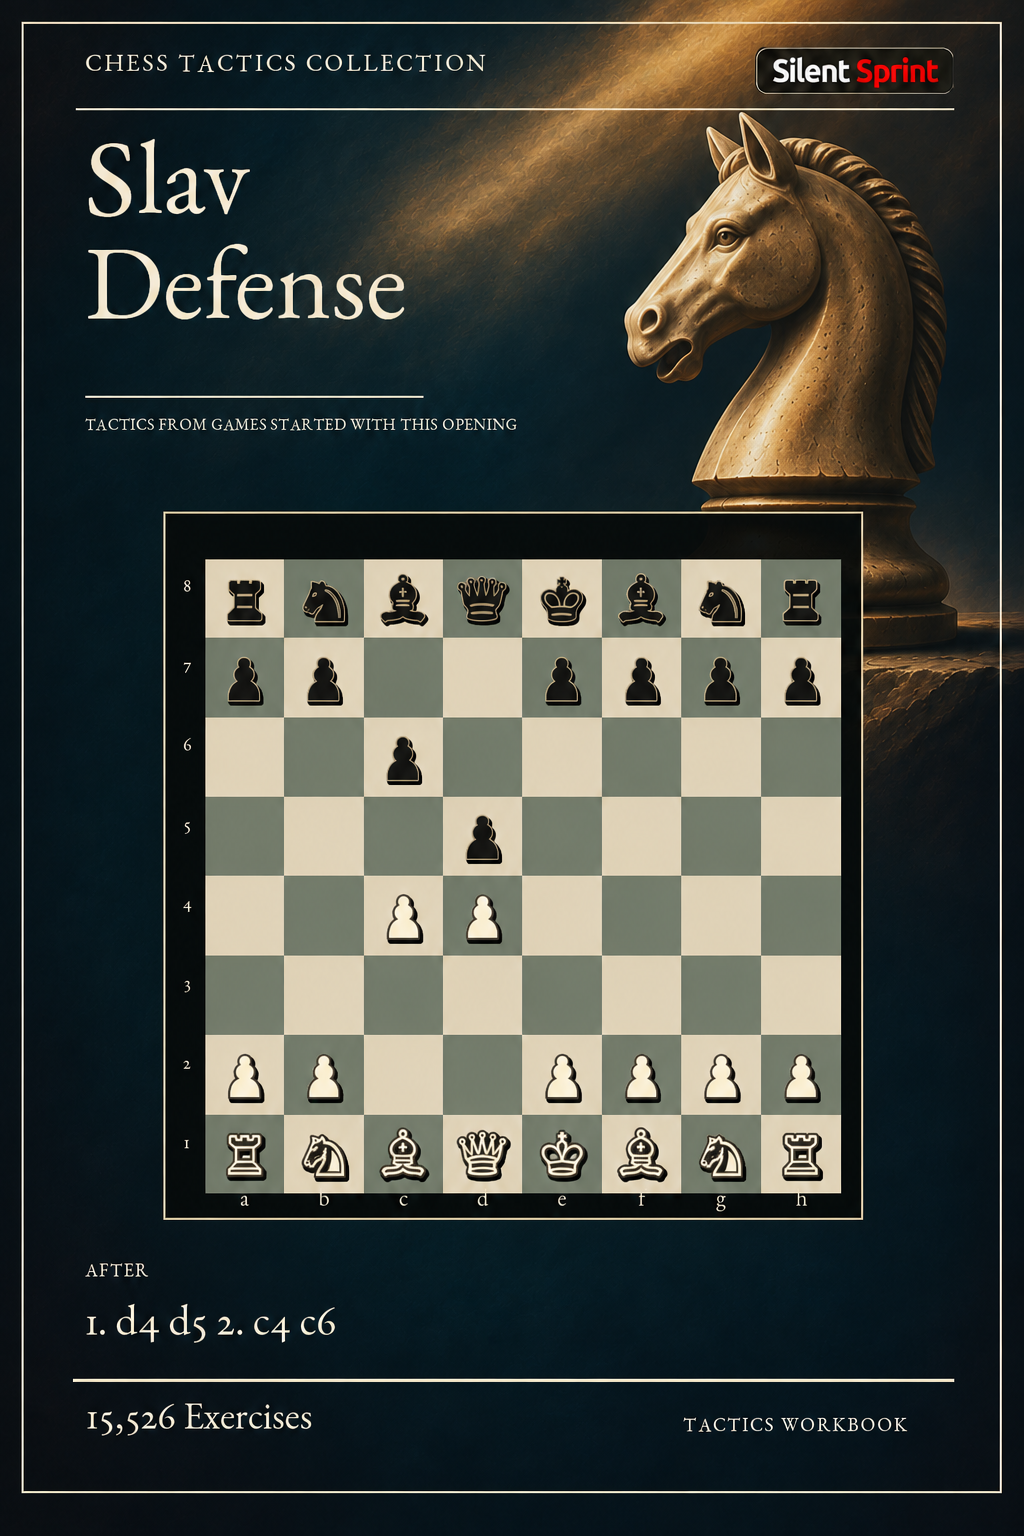 CHESS TACTICS COLLECTION
Silent Sprint
Slav
Defense
TACTICS FROM GAMES STARTED WITH THIS OPENING
8
7
6
5
4
3
2
1
a b c d e f g h
AFTER
1. d4 d5 2. c4 c6
15,526 Exercises
TACTICS WORKBOOK